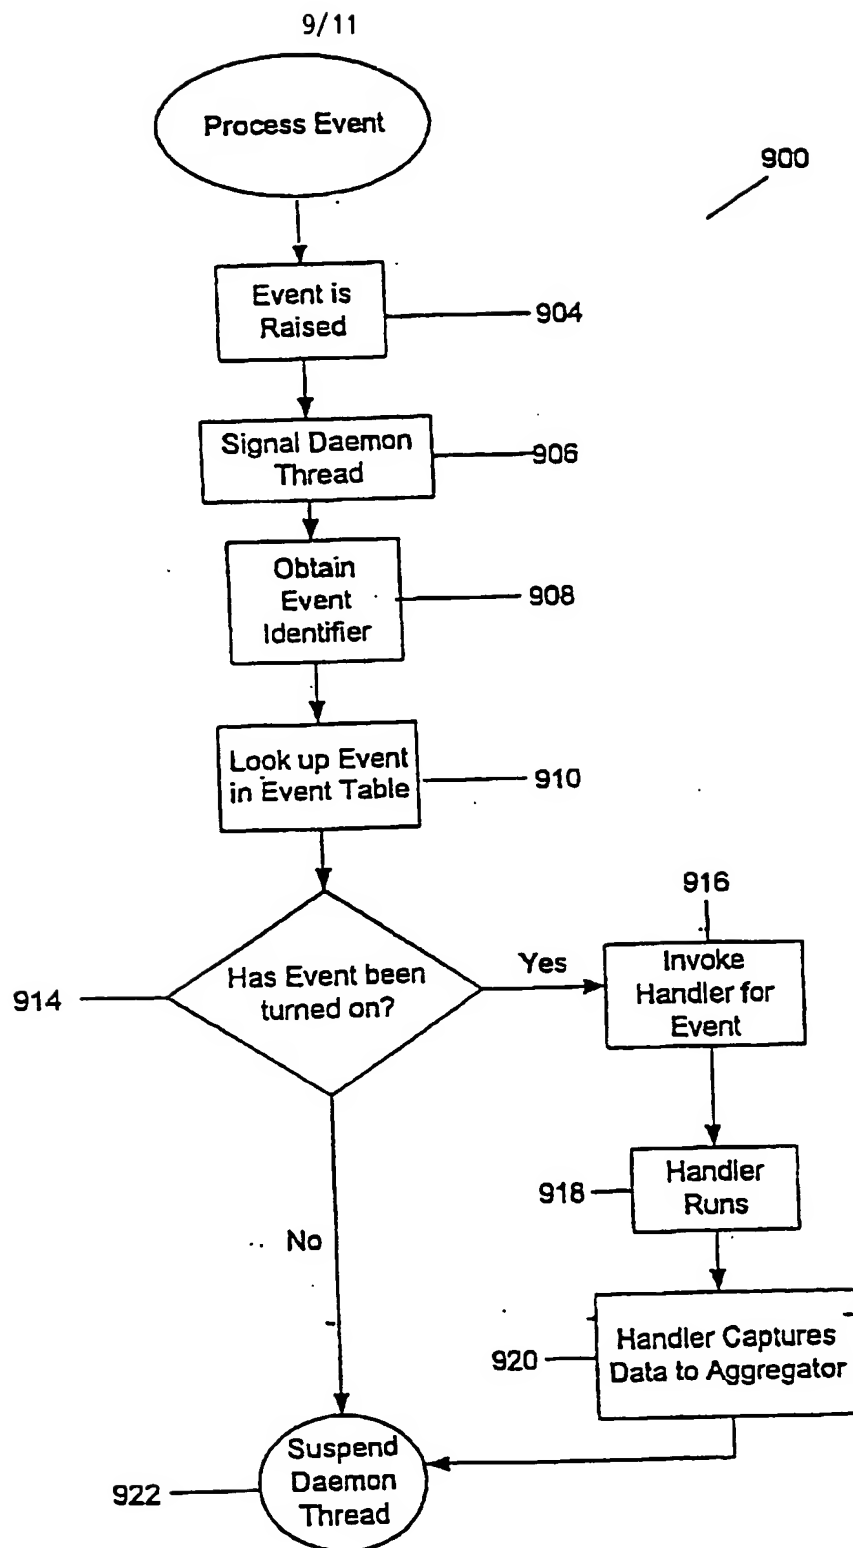 9/11
Process Event
900
Event is
Raised
904
Signal Daemon
Thread
906
Obtain
Event
Identifier
908
Look up Event
in Event Table
910
Has Event been
turned on?
914
Yes
916
Invoke
Handler for
Event
918
Handler
Runs
920
Handler Captures
Data to Aggregator
No
Suspend
Daemon
Thread
922